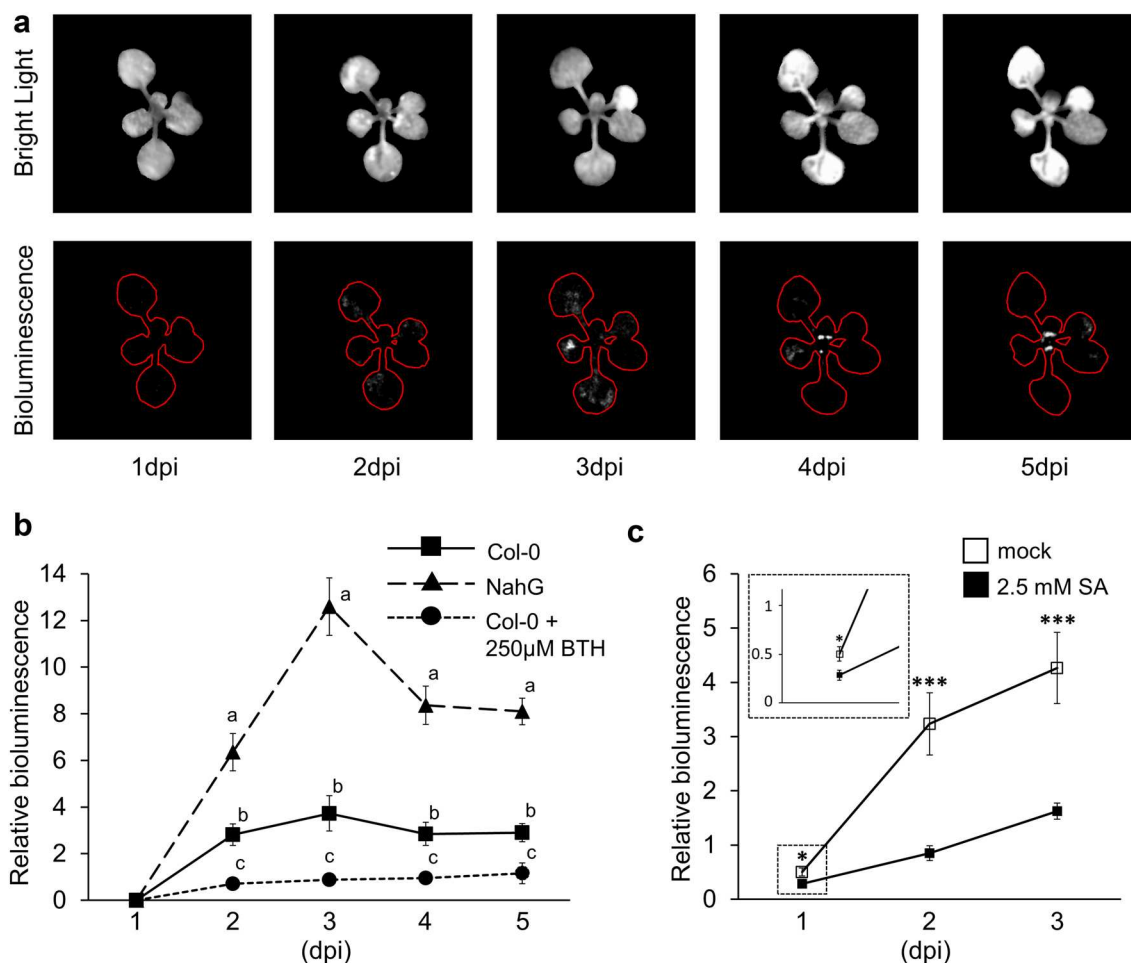 a
Bright Light
Bioluminescence
1dpi 2dpi 3dpi 4dpi 5dpi
b
Col-0
NahG
Col-0 +
250μM BTH
Relative bioluminescence
14
12
10
8
6
4
2
0
a
a
a
a
b
b
b
b
c
c
c
c
1 2 3 4 5
(dpi)
c
mock
2.5 mM SA
Relative bioluminescence
6
5
4
3
2
1
0
1
0.5
0
*
*
***
***
1 2 3
(dpi)